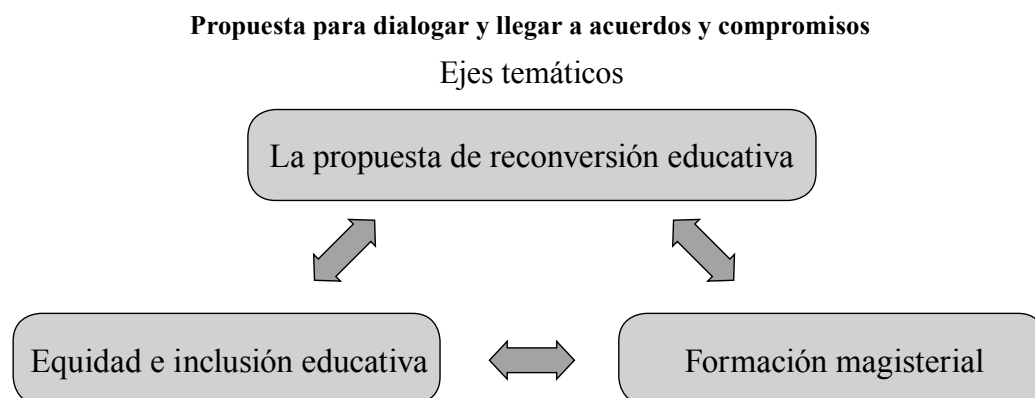 Propuesta para dialogar y llegar a acuerdos y compromisos
Ejes temáticos
La propuesta de reconversión educativa
Equidad e inclusión educativa
Formación magisterial